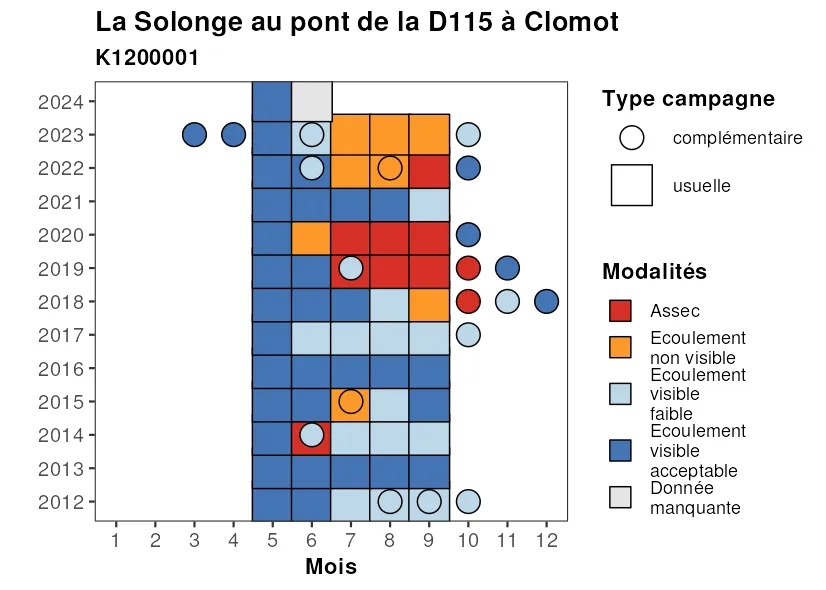 La Solonge au pont de la D115 à Clomot
K1200001
2024
2023
2022
2021
2020
2019
2018
2017
2016
2015
2014
2013
2012
1 2 3 4 5 6 7 8 9 10 11 12
Mois
Type campagne
complémentaire
usuelle
Modalités
Assec
Ecoulement
non visible
Ecoulement
visible
faible
Ecoulement
visible
acceptable
Donnée
manquante